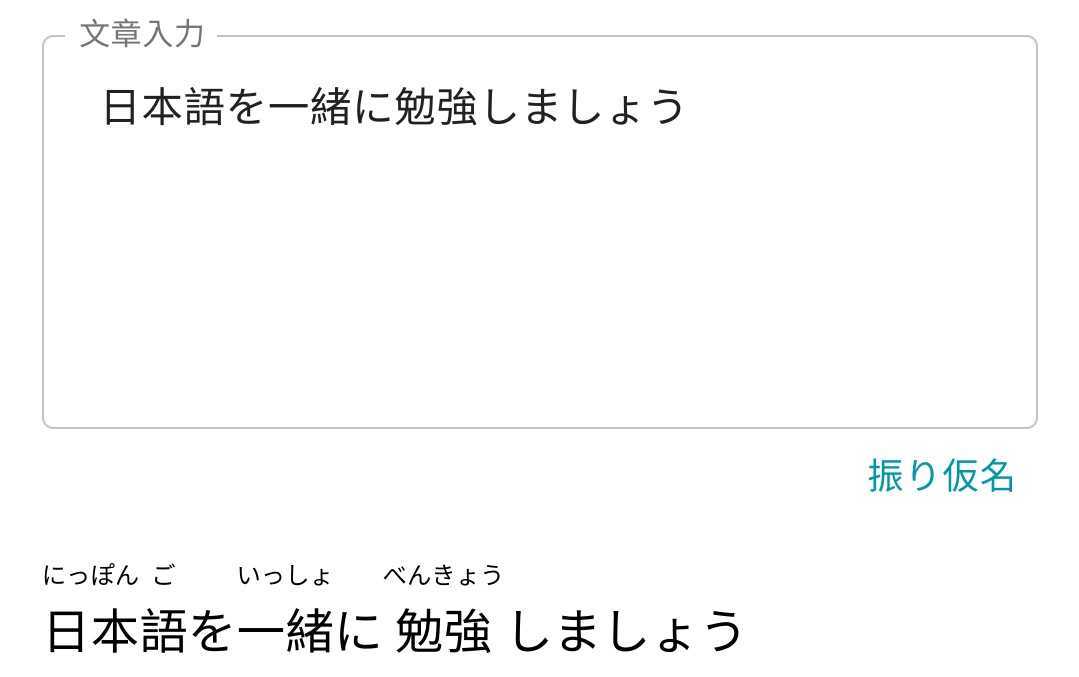 文章入力
日本語を一緒に勉強しましょう
振り仮名
にっぽん ご いっしょ べんきょう
日本語を一緒に 勉強 しましょう